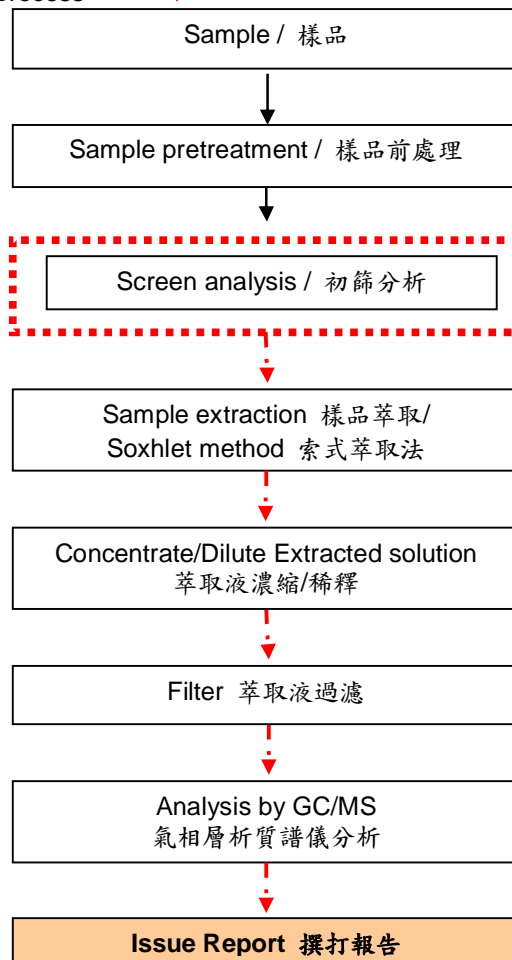 Sample / 樣品
Sample pretreatment / 樣品前處理
Screen analysis / 初篩分析
Sample extraction 樣品萃取/
Soxhlet method 索式萃取法
Concentrate/Dilute Extracted solution
萃取液濃縮/稀釋
Filter 萃取液過濾
Analysis by GC/MS
氣相層析質譜儀分析
Issue Report 撰打報告